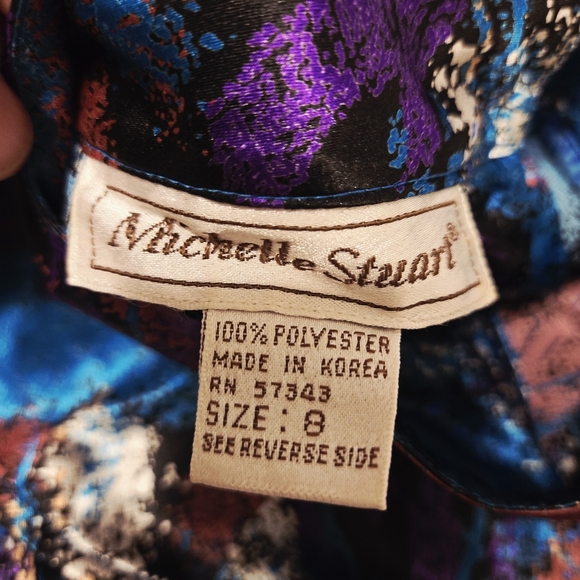 Michelle Stuart®
100% POLYESTER
MADE IN KOREA
RN 57343
SIZE: 8
SEE REVERSE SIDE